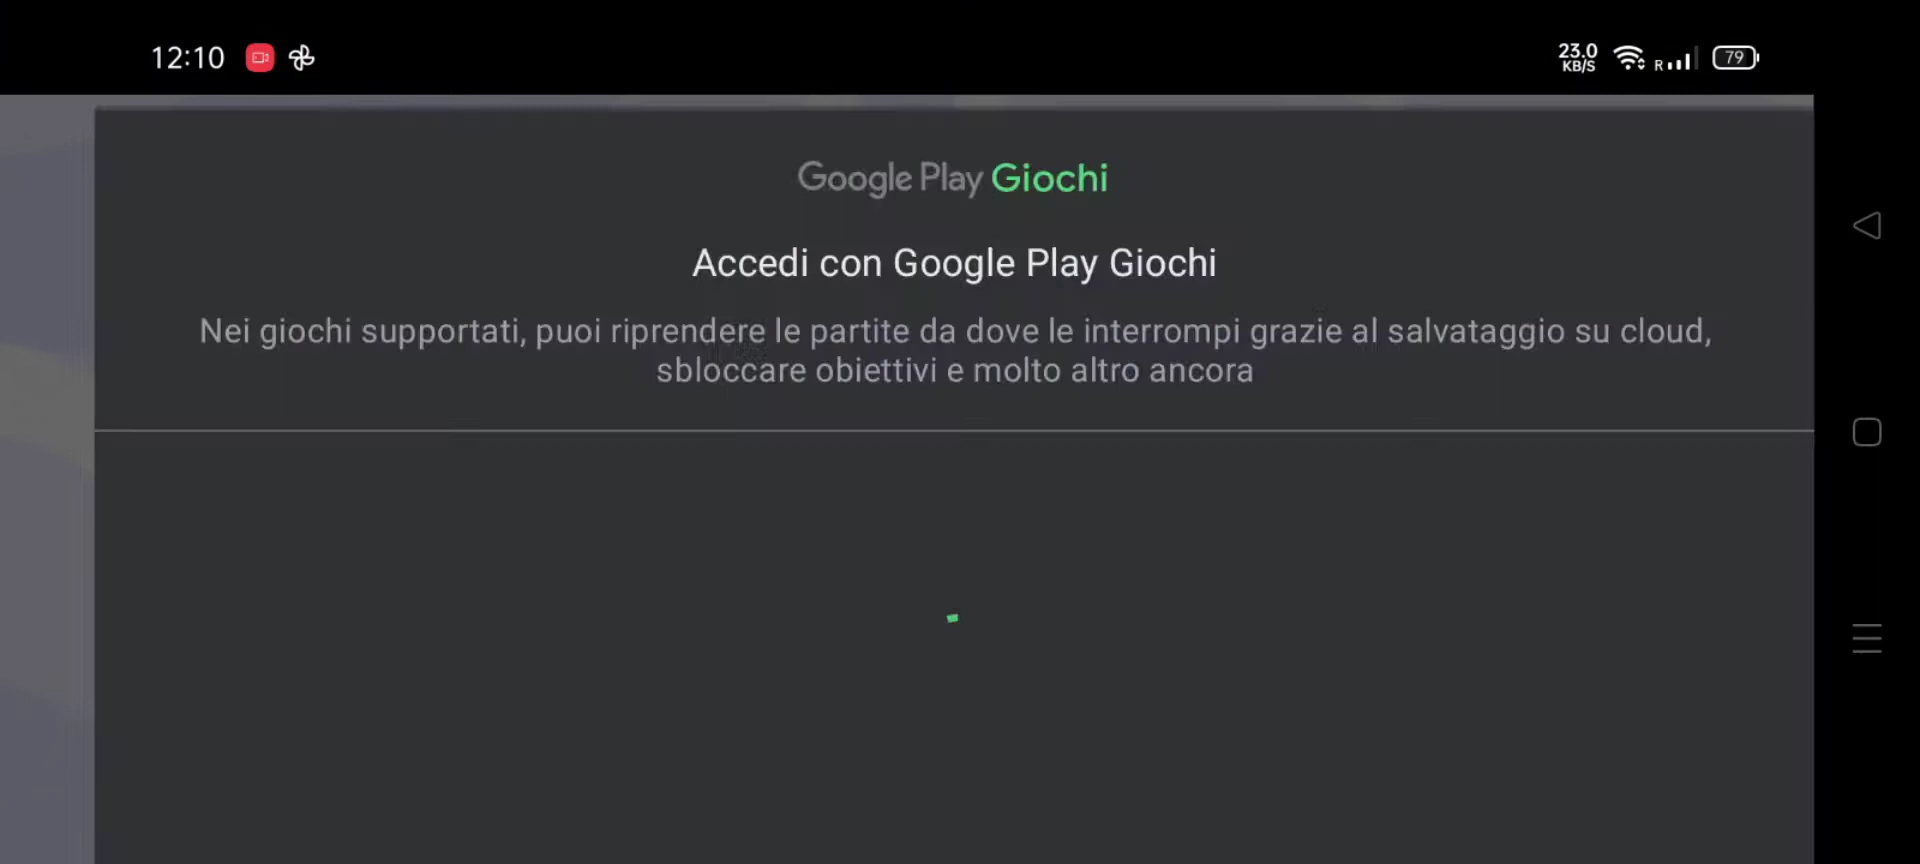 12:10
23.0
KB/S
R
79
Google Play Giochi
Accedi con Google Play Giochi
Nei giochi supportati, puoi riprendere le partite da dove le interrompi grazie al salvataggio su cloud,
sbloccare obiettivi e molto altro ancora